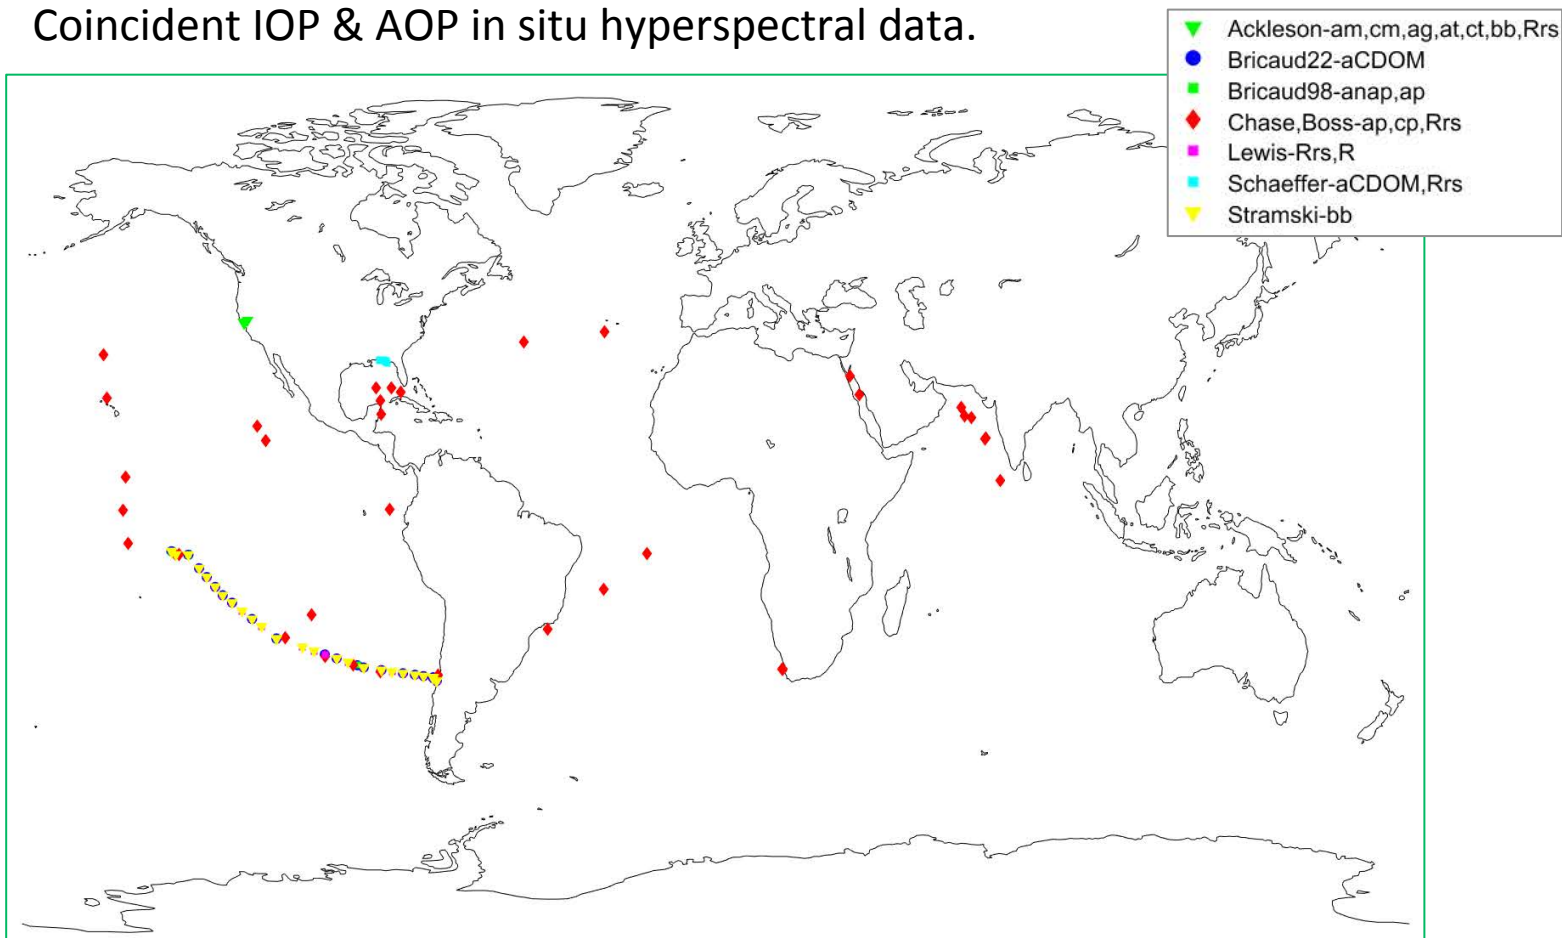 Coincident IOP & AOP in situ hyperspectral data.
Ackleson-am,cm,ag,at,ct,bb,Rrs
Bricaud22-aCDOM
Bricaud98-anap,ap
Chase,Boss-ap,cp,Rrs
Lewis-Rrs,R
Schaeffer-aCDOM,Rrs
Stramski-bb